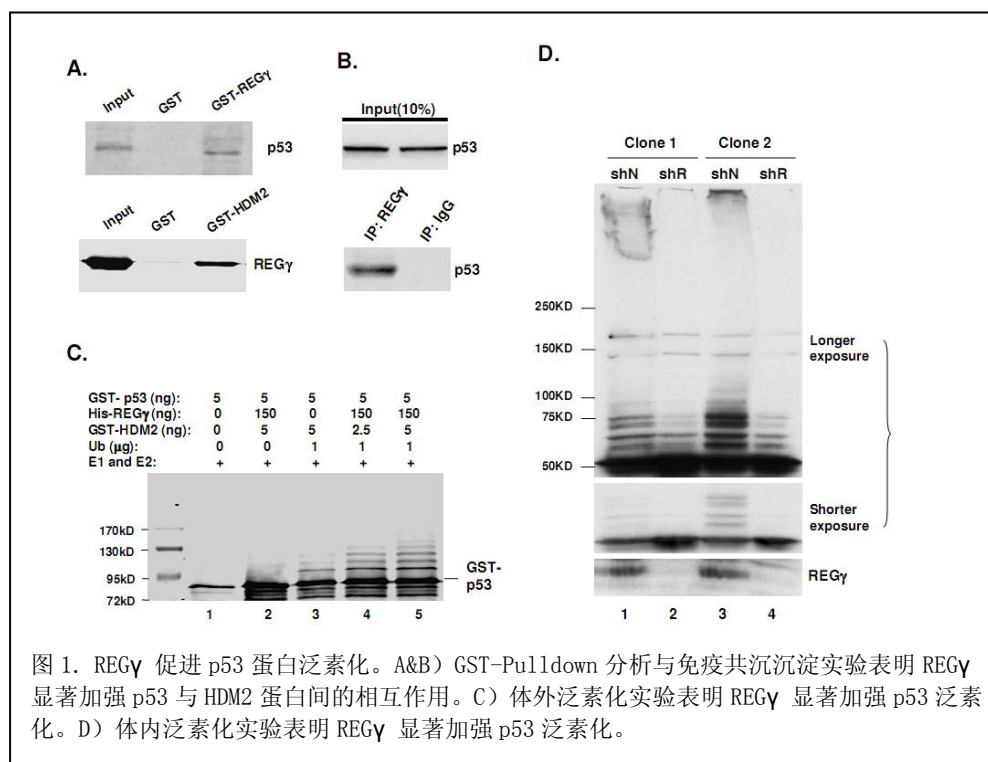 A.
Input GST GST-REGγ
p53
Input GST GST-HDM2
REGγ
B.
Input(10%)
p53
IP: REGγ IP: IgG
p53
C.
GST- p53 (ng): 5 5 5 5 5
His-REGγ(ng): 0 150 0 150 150
GST-HDM2 (ng): 0 5 5 2.5 5
Ub (μg): 0 0 1 1 1
E1 and E2: + + + + +
170kD
130kD
95kD
72kD
GST-
p53
1 2 3 4 5
D.
Clone 1 Clone 2
shN shR shN shR
250KD
150KD
100KD
75KD
50KD
Longer
exposure
Shorter
exposure
REGγ
1 2 3 4
图 1. REGγ 促进 p53 蛋白泛素化。A&B）GST-Pulldown 分析与免疫共沉沉淀实验表明 REGγ
显著加强 p53 与 HDM2 蛋白间的相互作用。C）体外泛素化实验表明 REGγ 显著加强 p53 泛素
化。D）体内泛素化实验表明 REGγ 显著加强 p53 泛素化。